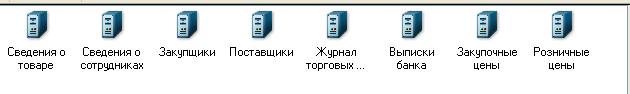 Сведения о товаре
Сведения о сотрудниках
Закупщики
Поставщики
Журнал торговых ...
Выписки банка
Закупочные цены
Розничные цены